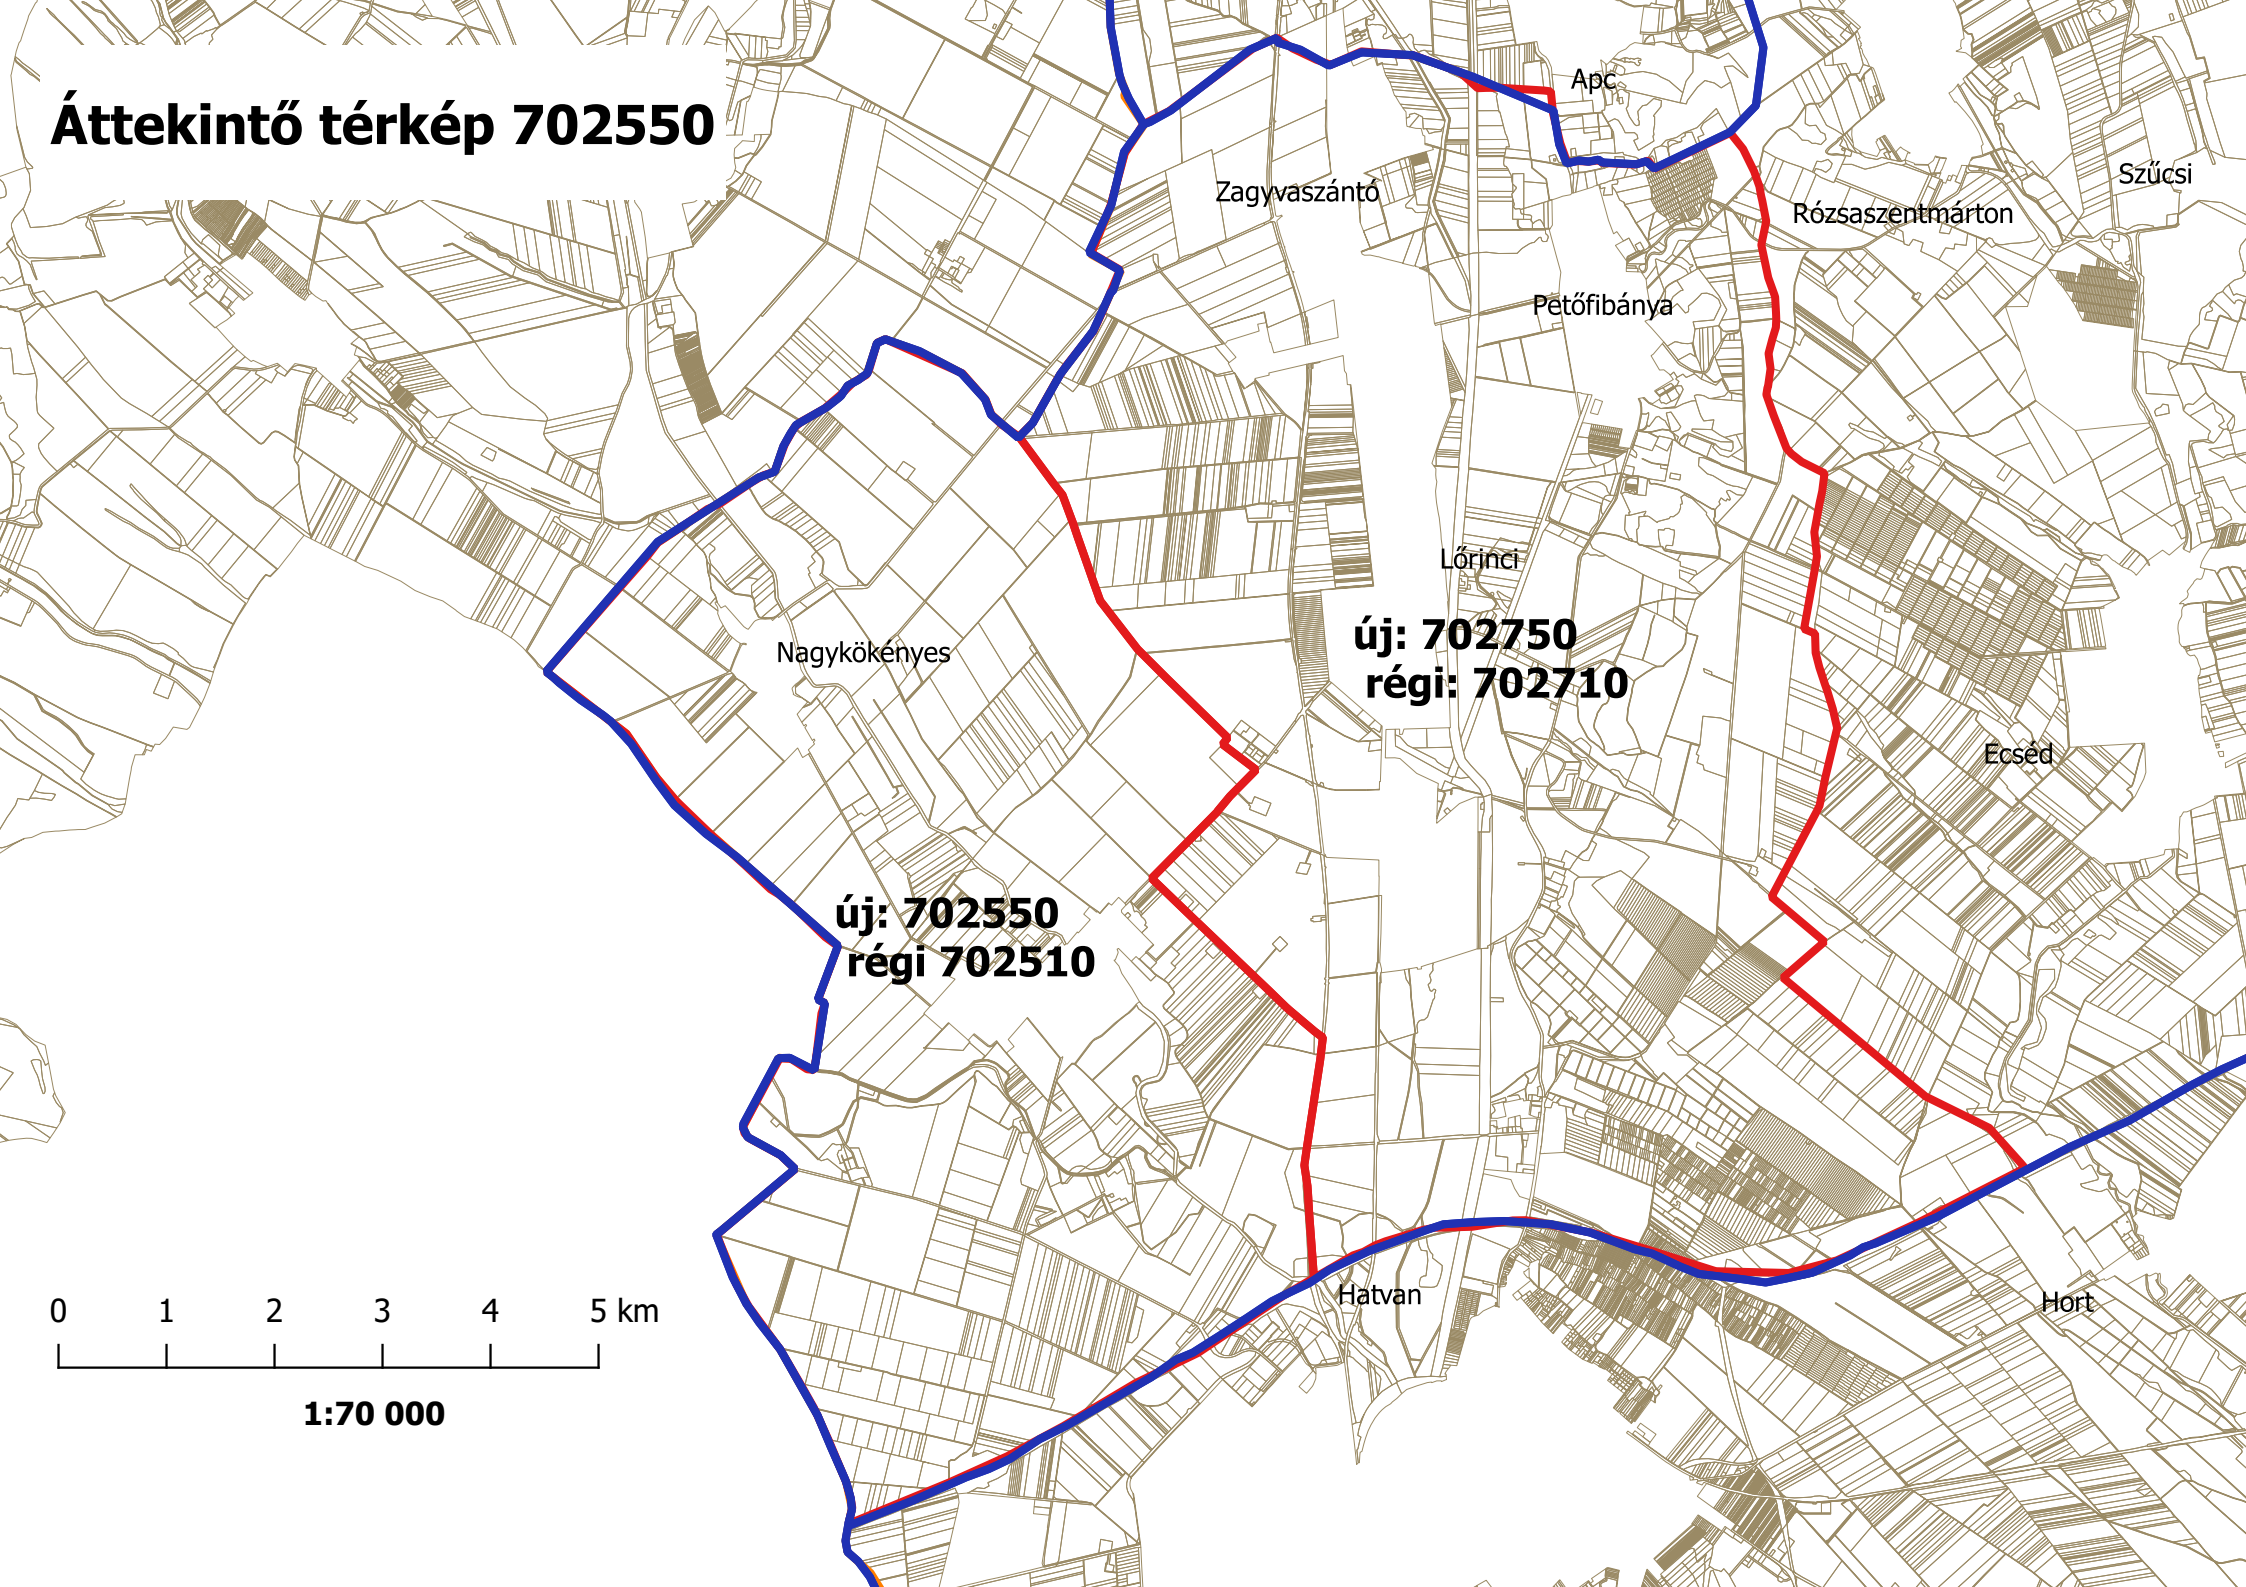 Áttekintő térkép 702550
Apc
Szűcsi
Zagyvaszántó
Rózsaszentmárton
Petőfibánya
Lőrinci
új: 702750
régi: 702710
Nagykökényes
Ecséd
új: 702550
régi 702510
Hatvan
Hort
0 1 2 3 4 5 km
1:70 000